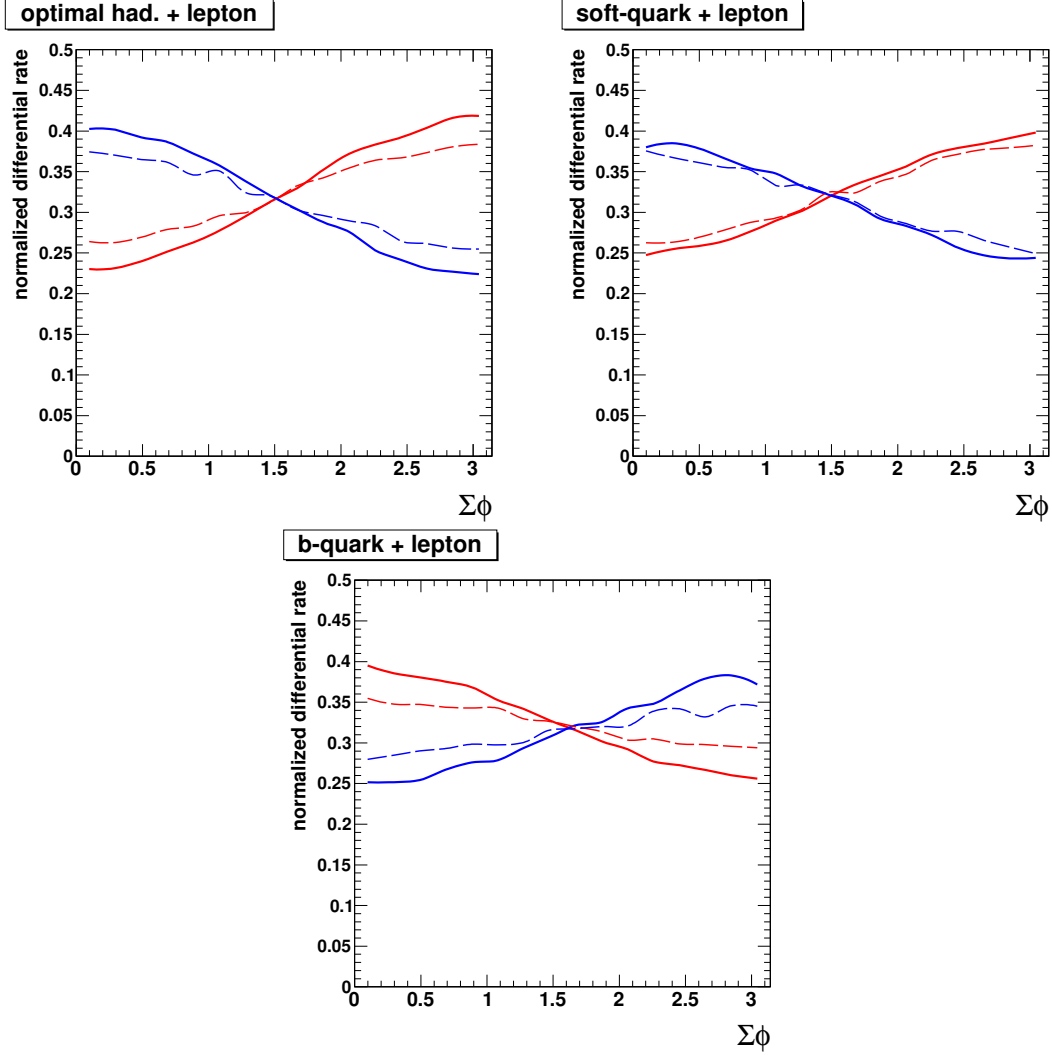 optimal had. + lepton
normalized differential rate
0.5
0.45
0.4
0.35
0.3
0.25
0.2
0.15
0.1
0.05
0
0 0.5 1 1.5 2 2.5 3
Σϕ
soft-quark + lepton
normalized differential rate
0.5
0.45
0.4
0.35
0.3
0.25
0.2
0.15
0.1
0.05
0
0 0.5 1 1.5 2 2.5 3
Σϕ
b-quark + lepton
normalized differential rate
0.5
0.45
0.4
0.35
0.3
0.25
0.2
0.15
0.1
0.05
0
0 0.5 1 1.5 2 2.5 3
Σϕ